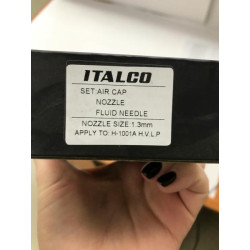 ITALCO
SET:AIR CAP
NOZZLE
FLUID NEEDLE
NOZZLE SIZE:1.3mm
APPLY TO: H-1001A H.V.L.P